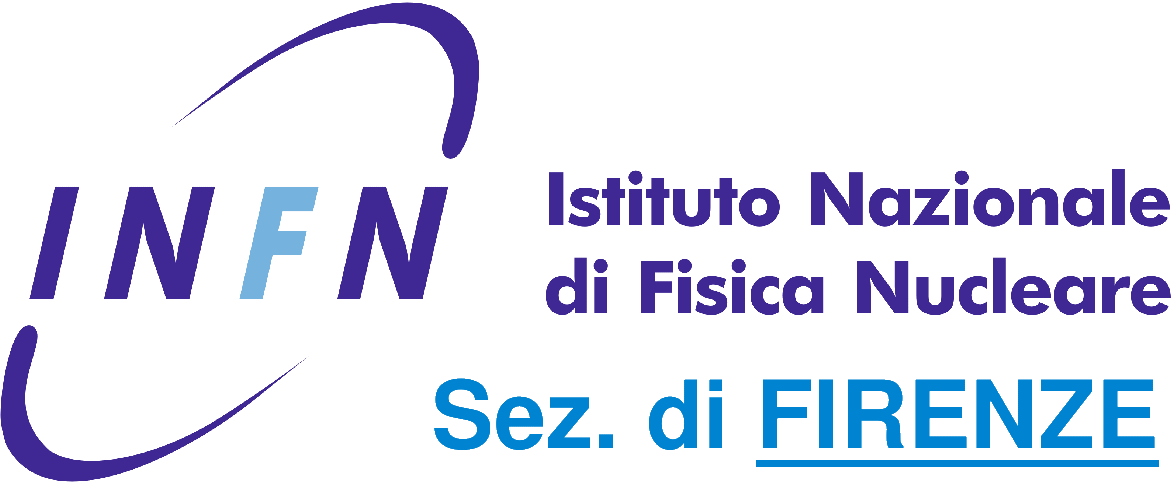 INFN
Istituto Nazionale
di Fisica Nucleare
Sez. di FIRENZE